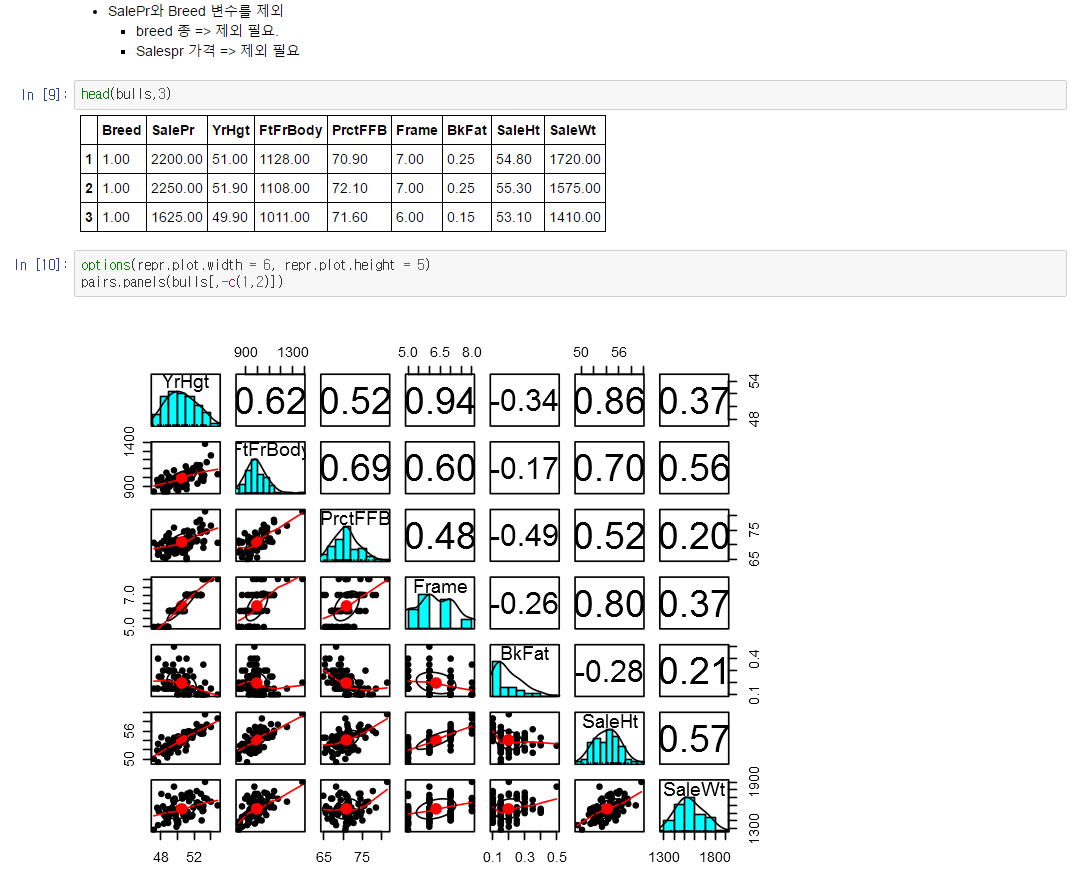 SalePr와 Breed 변수를 제외
breed 종 => 제외 필요.
Salespr 가격 => 제외 필요
In [9]: head(bulls,3)
Breed SalePr YrHgt FtFrBody PrctFFB Frame BkFat SaleHt SaleWt
1 1.00 2200.00 51.00 1128.00 70.90 7.00 0.25 54.80 1720.00
2 1.00 2250.00 51.90 1108.00 72.10 7.00 0.25 55.30 1575.00
3 1.00 1625.00 49.90 1011.00 71.60 6.00 0.15 53.10 1410.00
In [10]: options(repr.plot.width = 6, repr.plot.height = 5)
pairs.panels(bulls[,-c(1,2)])
900 1300 5.0 6.5 8.0 50 56
YrHgt 0.62 0.52 0.94 -0.34 0.86 0.37 48 54
900 1400 FtFrBody 0.69 0.60 -0.17 0.70 0.56
PrctFFB 0.48 -0.49 0.52 0.20 65 75
5.0 7.0 Frame -0.26 0.80 0.37
BkFat -0.28 0.21 0.1 0.4
50 56 SaleHt 0.57
SaleWt 1300 1900
48 52 65 75 0.1 0.3 0.5 1300 1800